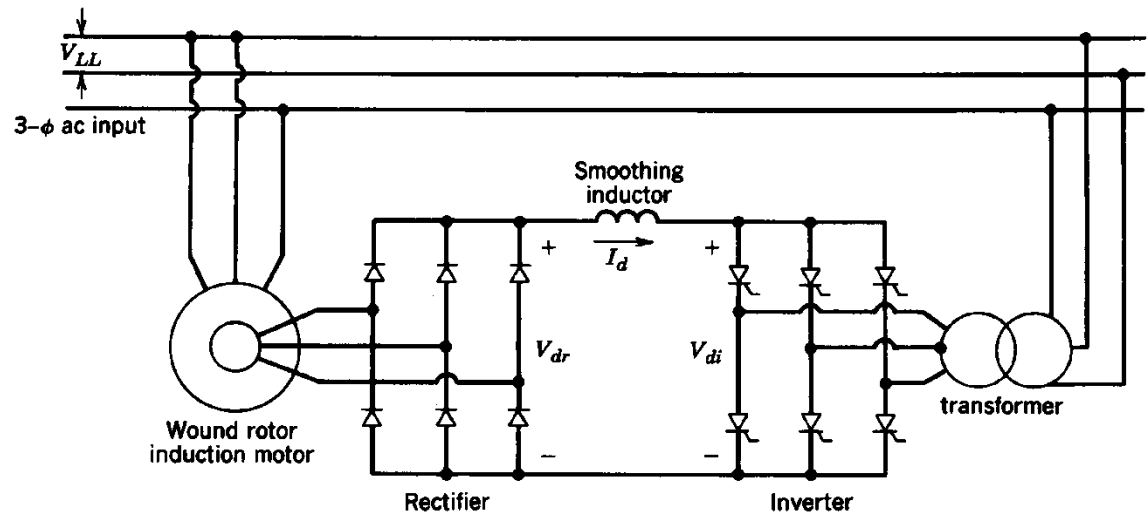 V_LL
3–ϕ ac input
Smoothing
inductor
+
I_d
+
V_dr
V_di
–
–
Wound rotor
induction motor
transformer
Rectifier
Inverter